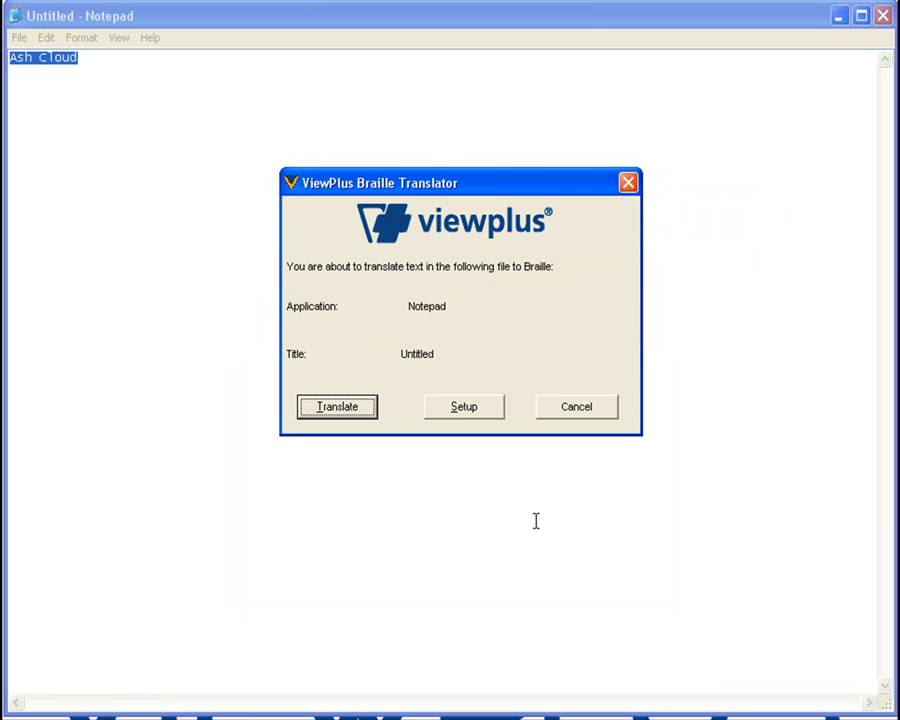 Untitled - Notepad
File Edit Format View Help
Ash Cloud
ViewPlus Braille Translator
viewplus®
You are about to translate text in the following file to Braille:
Application: Notepad
Title: Untitled
Translate Setup Cancel